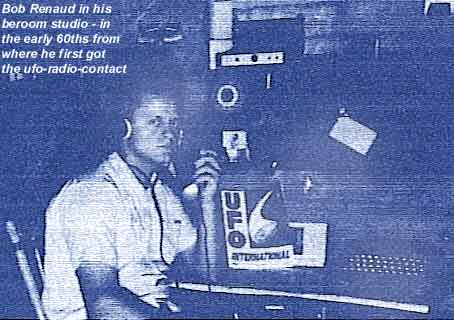 Bob Renaud in his
beroom studio - in
the early 60ths from
where he first got
the ufo-radio-contact
UFO
INTERNATIONAL